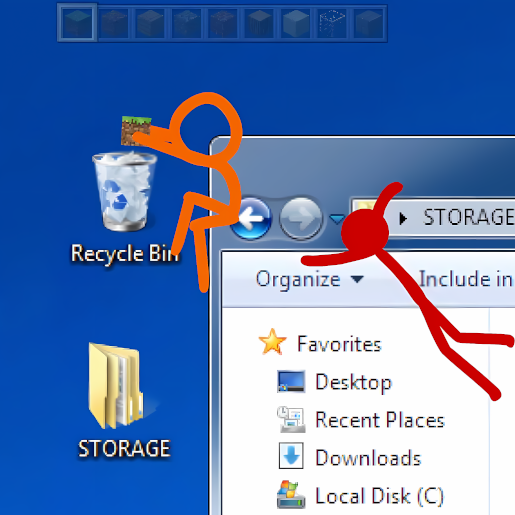 Recycle Bin
STORAGE
STORAGE
Organize
Include in
Favorites
Desktop
Recent Places
Downloads
Local Disk (C)